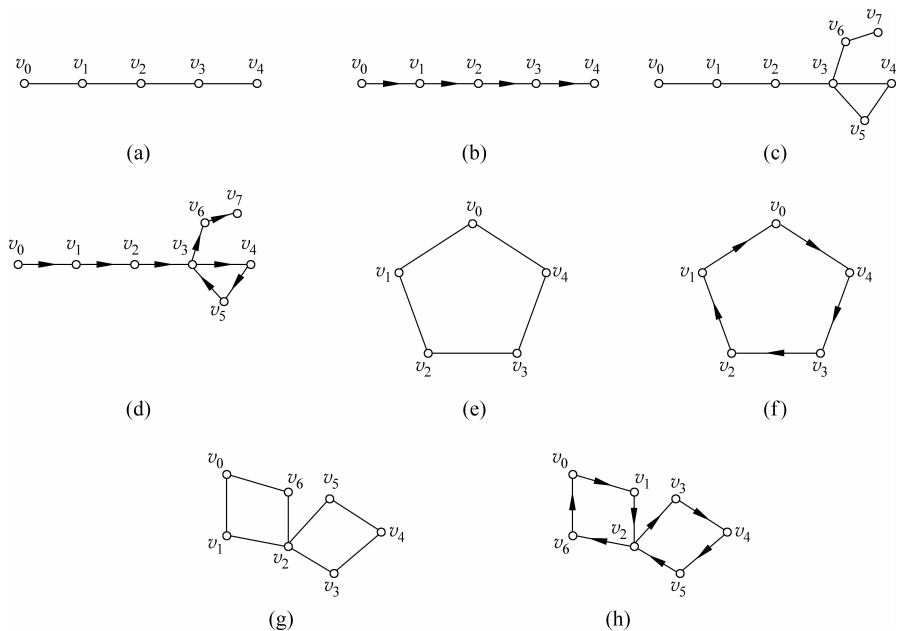 v0 v1 v2 v3 v4
(a)
v0 v1 v2 v3 v4
(b)
v0 v1 v2 v3 v4 v5 v6 v7
(c)
v0 v1 v2 v3 v4 v5 v6 v7
(d)
v0 v1 v2 v3 v4
(e)
v0 v1 v2 v3 v4
(f)
v0 v1 v2 v3 v4 v5 v6
(g)
v0 v1 v2 v3 v4 v5 v6
(h)